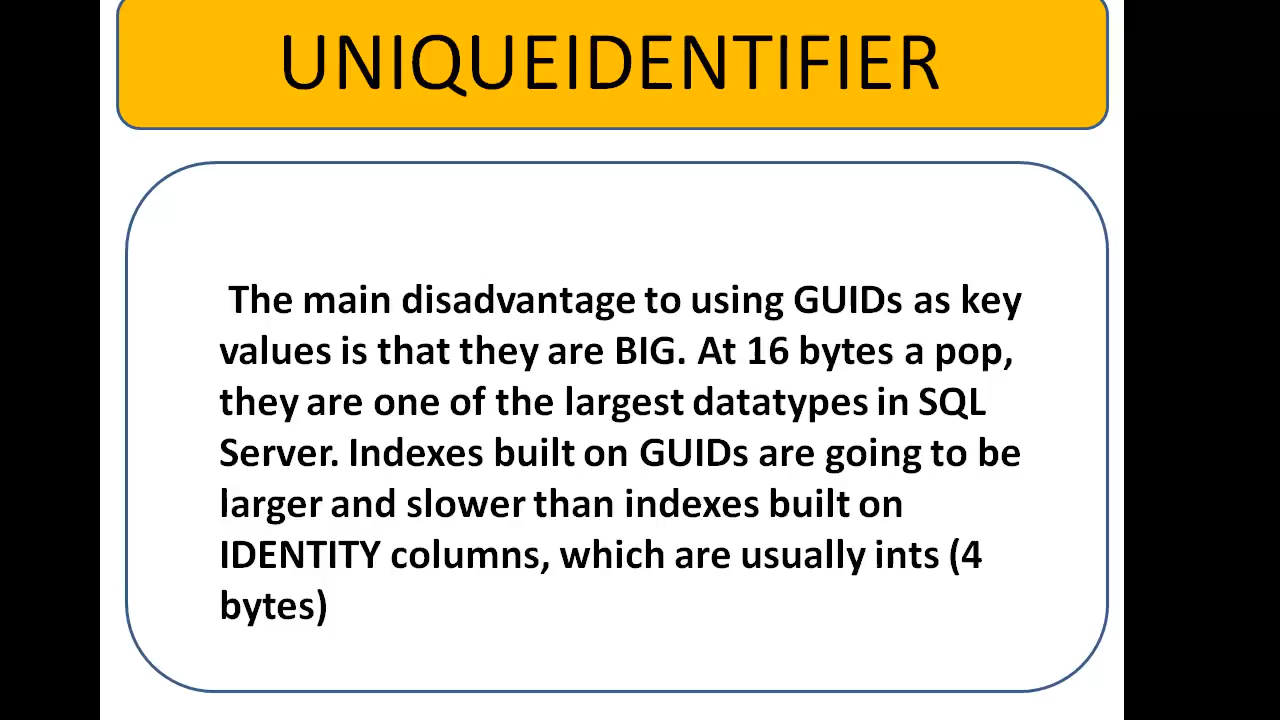 UNIQUEIDENTIFIER
The main disadvantage to using GUIDs as key
values is that they are BIG. At 16 bytes a pop,
they are one of the largest datatypes in SQL
Server. Indexes built on GUIDs are going to be
larger and slower than indexes built on
IDENTITY columns, which are usually ints (4
bytes)